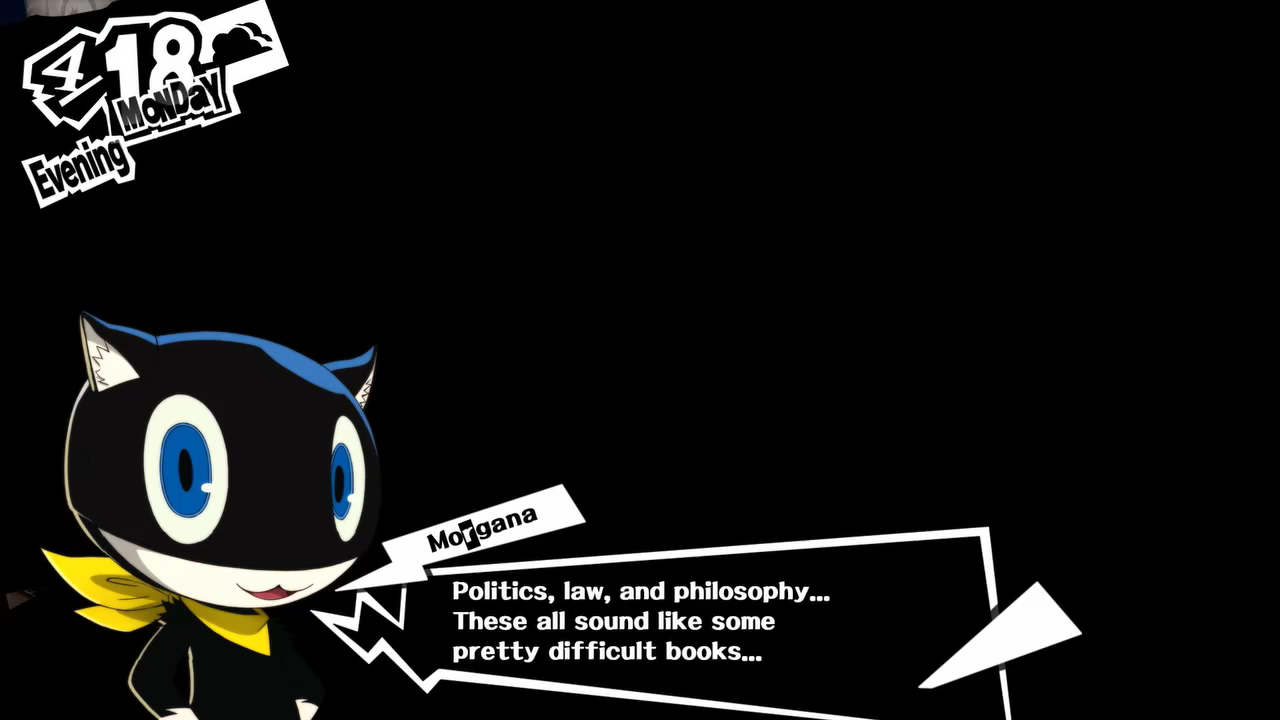 4 18
MONDAY
Evening
Morgana
Politics, law, and philosophy...
These all sound like some
pretty difficult books...